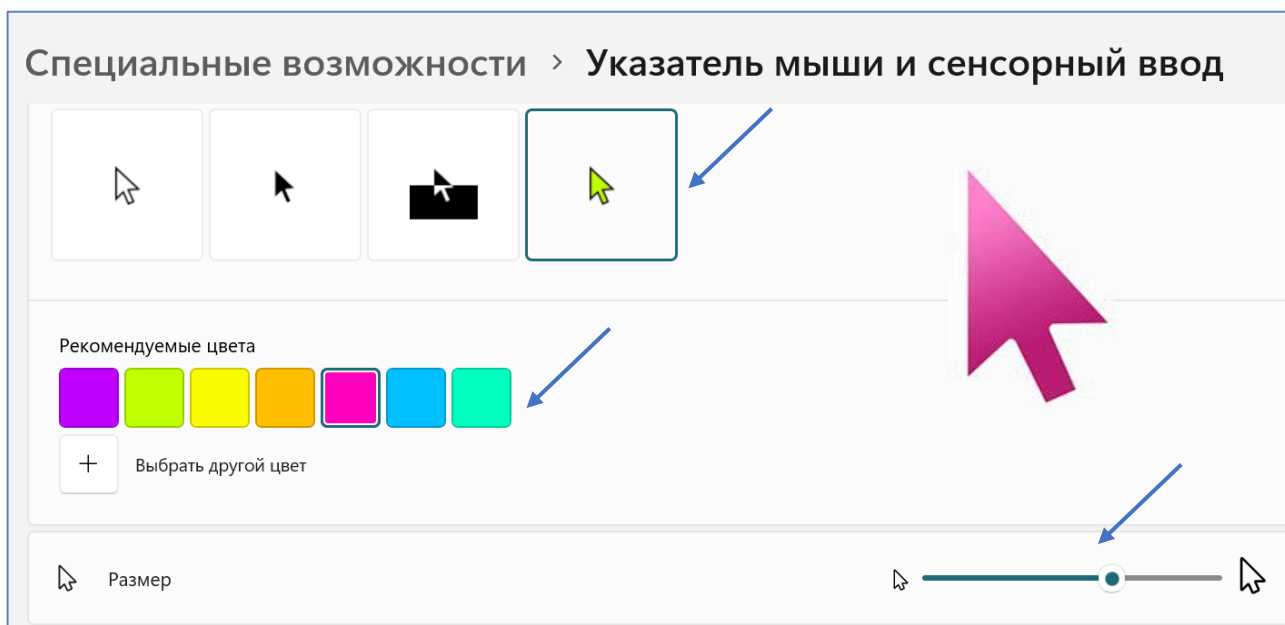 Специальные возможности > Указатель мыши и сенсорный ввод
Рекомендуемые цвета
+ Выбрать другой цвет
Размер